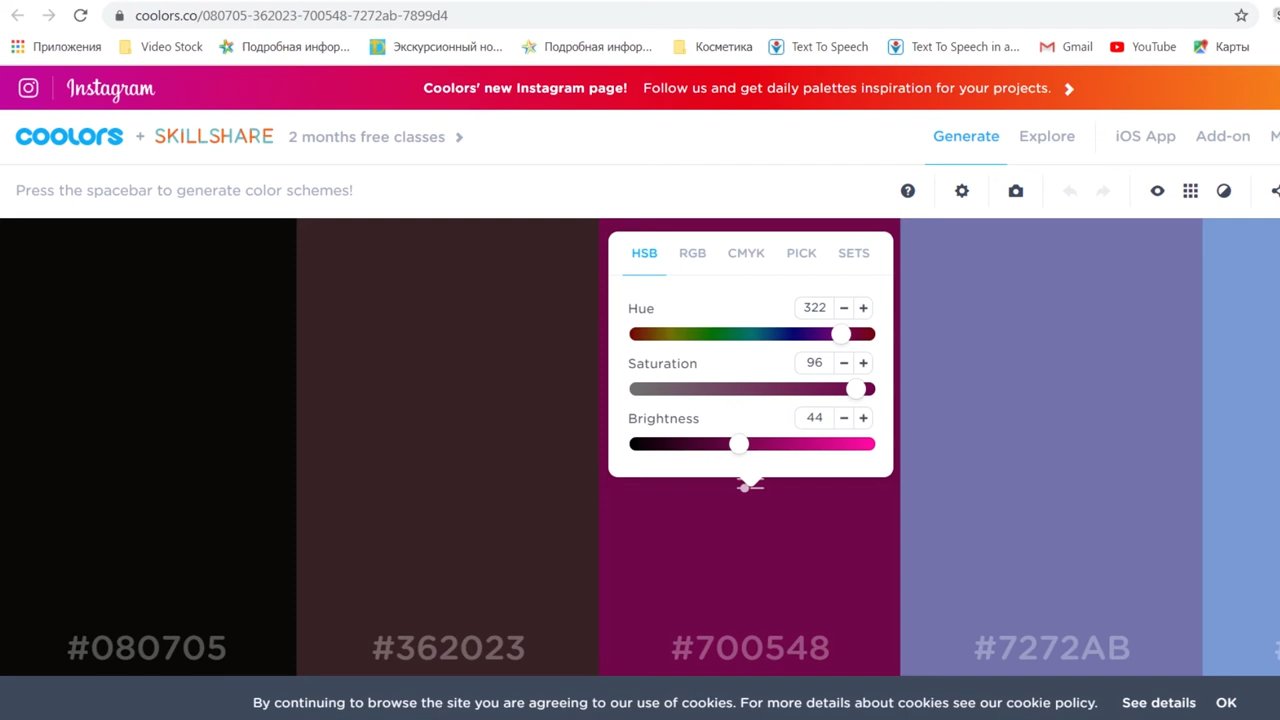 coolors.co/080705-362023-700548-7272ab-7899d4
Приложения Video Stock Подробная инфор... Экскурсионный но... Подробная инфор... Косметика Text To Speech Text To Speech in a... Gmail YouTube Карты
Instagram Coolors' new Instagram page! Follow us and get daily palettes inspiration for your projects.
coolors + SKILLSHARE 2 months free classes Generate Explore iOS App Add-on M
Press the spacebar to generate color schemes!
HSB RGB CMYK PICK SETS
Hue 322 − +
Saturation 96 − +
Brightness 44 − +
#080705 #362023 #700548 #7272AB
By continuing to browse the site you are agreeing to our use of cookies. For more details about cookies see our cookie policy. See details OK